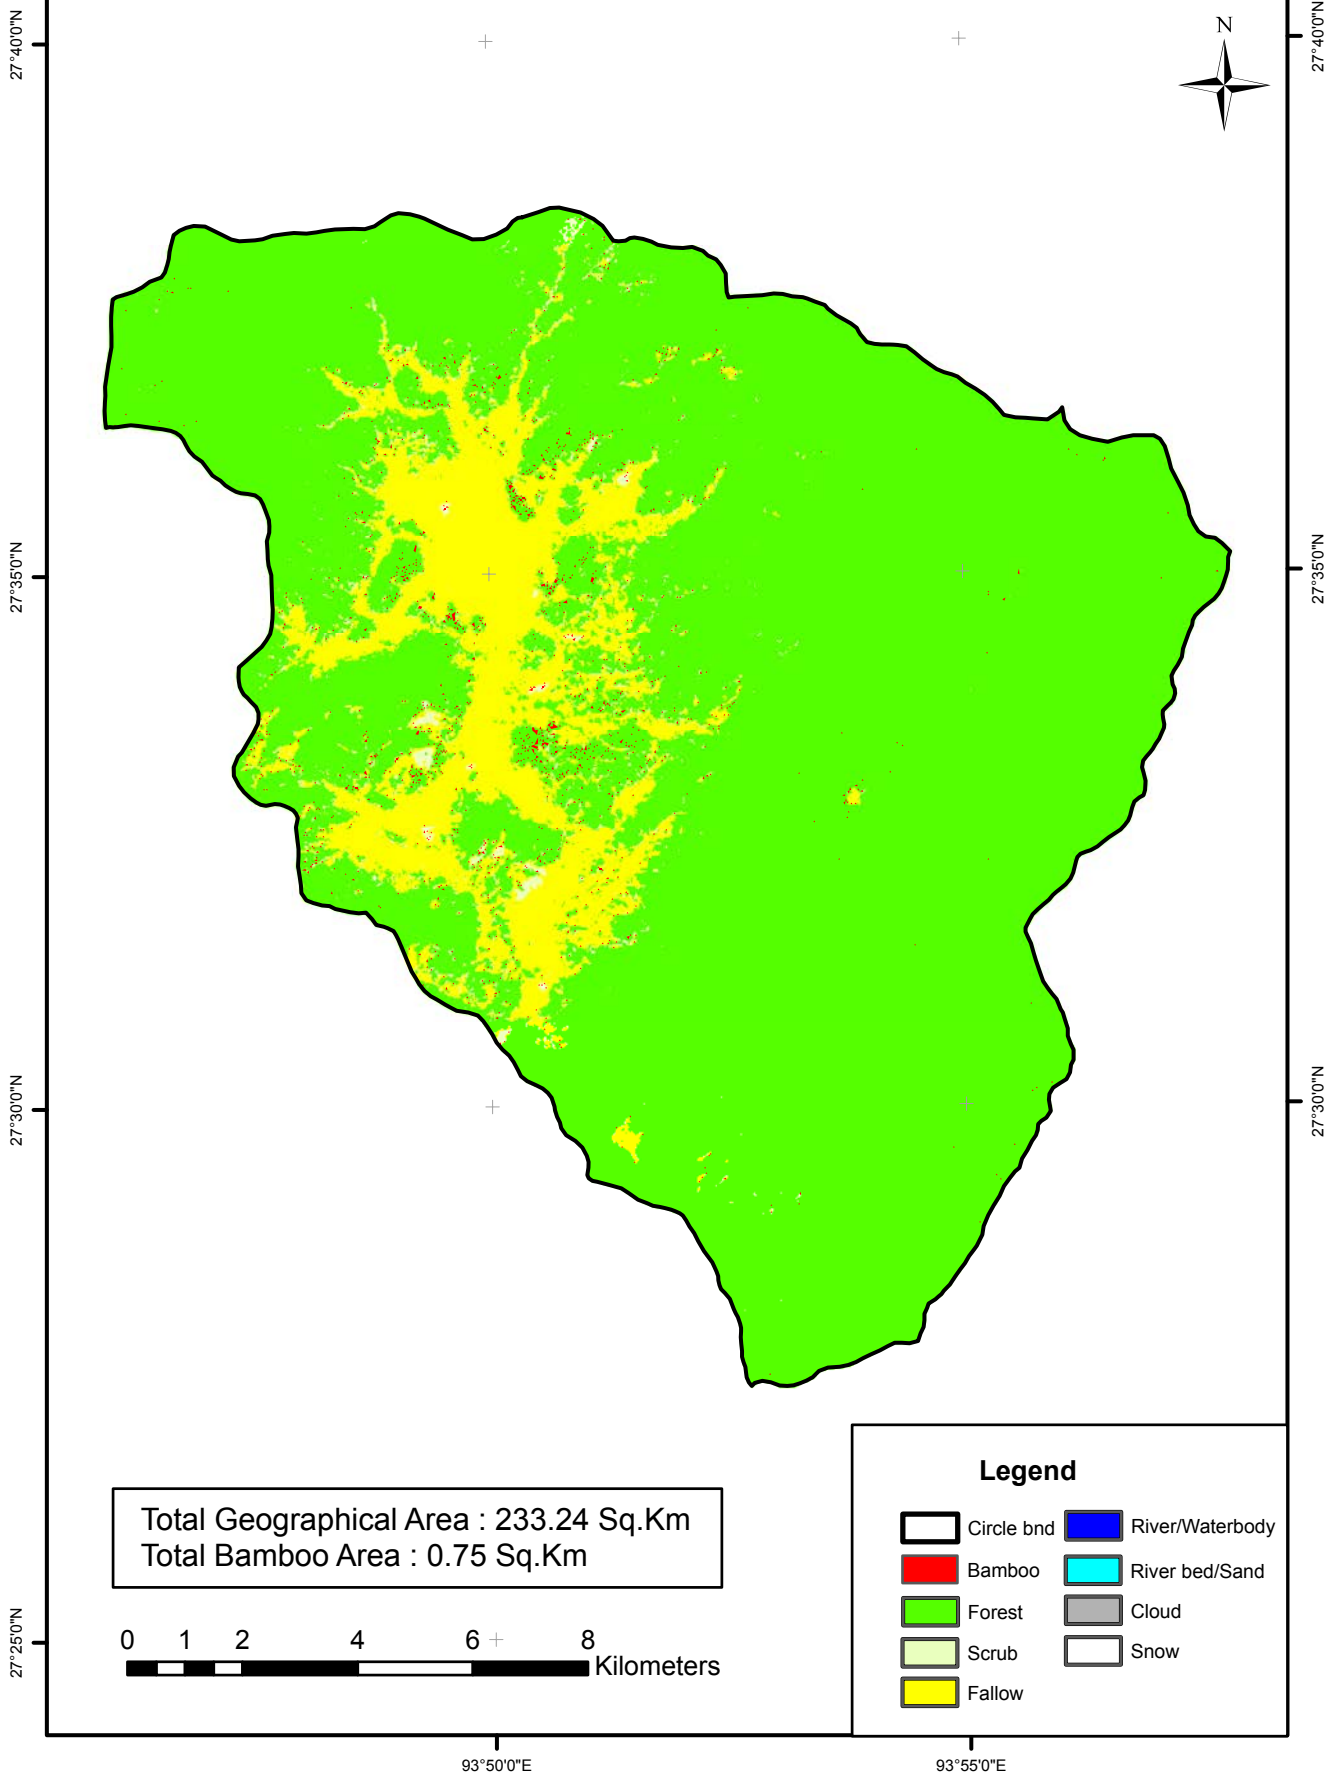 27°40'0"N
27°40'0"N
N
27°35'0"N
27°35'0"N
27°30'0"N
27°30'0"N
Legend
Circle bnd
River/Waterbody
Bamboo
River bed/Sand
Forest
Cloud
Scrub
Snow
Fallow
Total Geographical Area : 233.24 Sq.Km
Total Bamboo Area : 0.75 Sq.Km
27°25'0"N
0 1 2 4 6 8
Kilometers
93°50'0"E
93°55'0"E